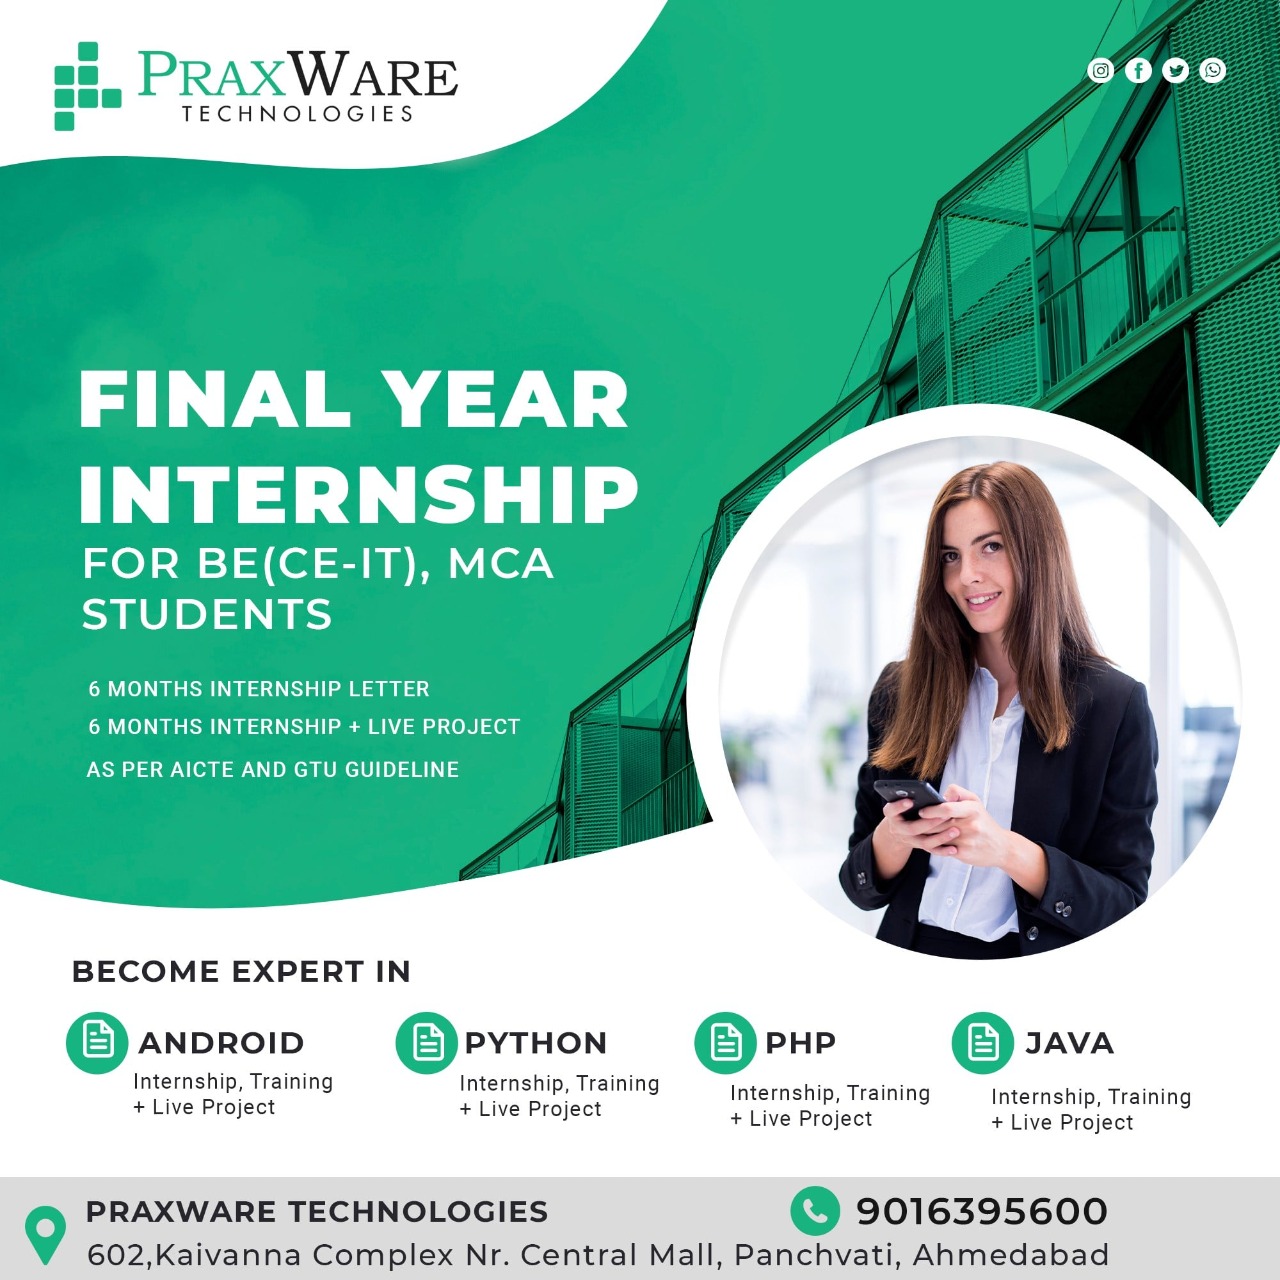 PRAXWARE
TECHNOLOGIES
FINAL YEAR
INTERNSHIP
FOR BE(CE-IT), MCA
STUDENTS
6 MONTHS INTERNSHIP LETTER
6 MONTHS INTERNSHIP + LIVE PROJECT
AS PER AICTE AND GTU GUIDELINE
BECOME EXPERT IN
ANDROID
Internship, Training
+ Live Project
PYTHON
Internship, Training
+ Live Project
PHP
Internship, Training
+ Live Project
JAVA
Internship, Training
+ Live Project
PRAXWARE TECHNOLOGIES
9016395600
602,Kaivanna Complex Nr. Central Mall, Panchvati, Ahmedabad